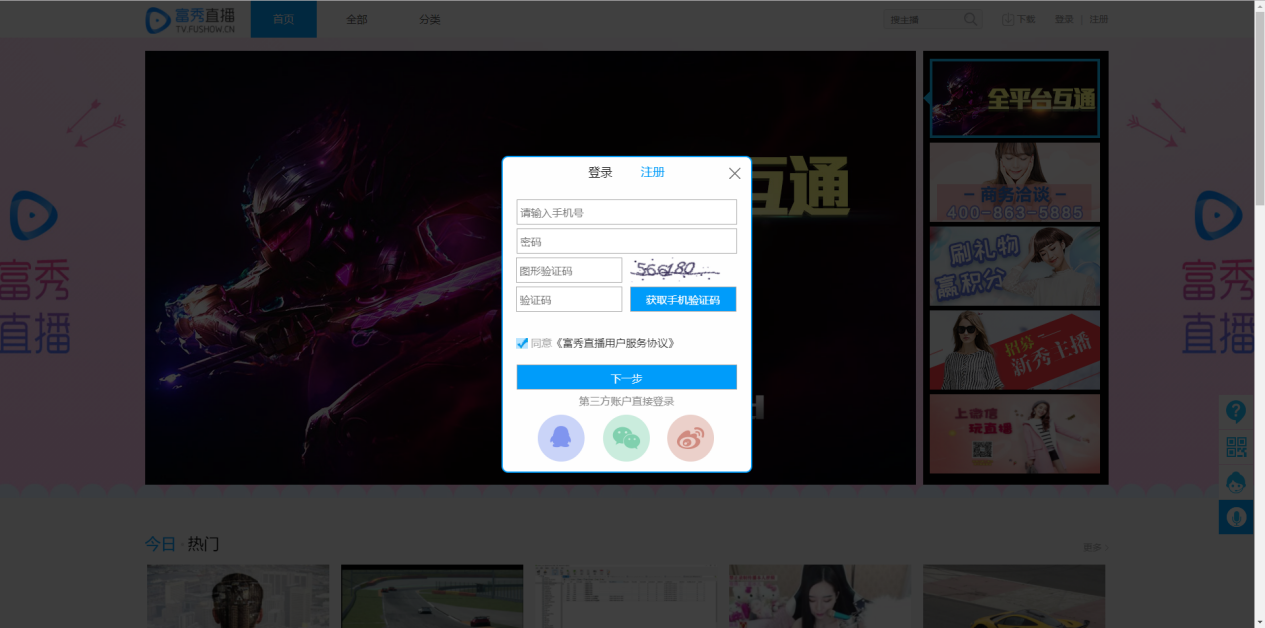 富秀直播
TV.FUSHOW.CN
首页
全部
分类
搜主播
下载
登录 | 注册
全平台互通
互通
商务洽谈
400-863-5885
刷礼物
赢积分
招募
新秀主播
上微信
玩直播
富秀
直播
富秀
直播
登录
注册
请输入手机号
密码
图形验证码
566180
验证码
获取手机验证码
同意《富秀直播用户服务协议》
下一步
第三方账户直接登录
今日·热门
更多 >